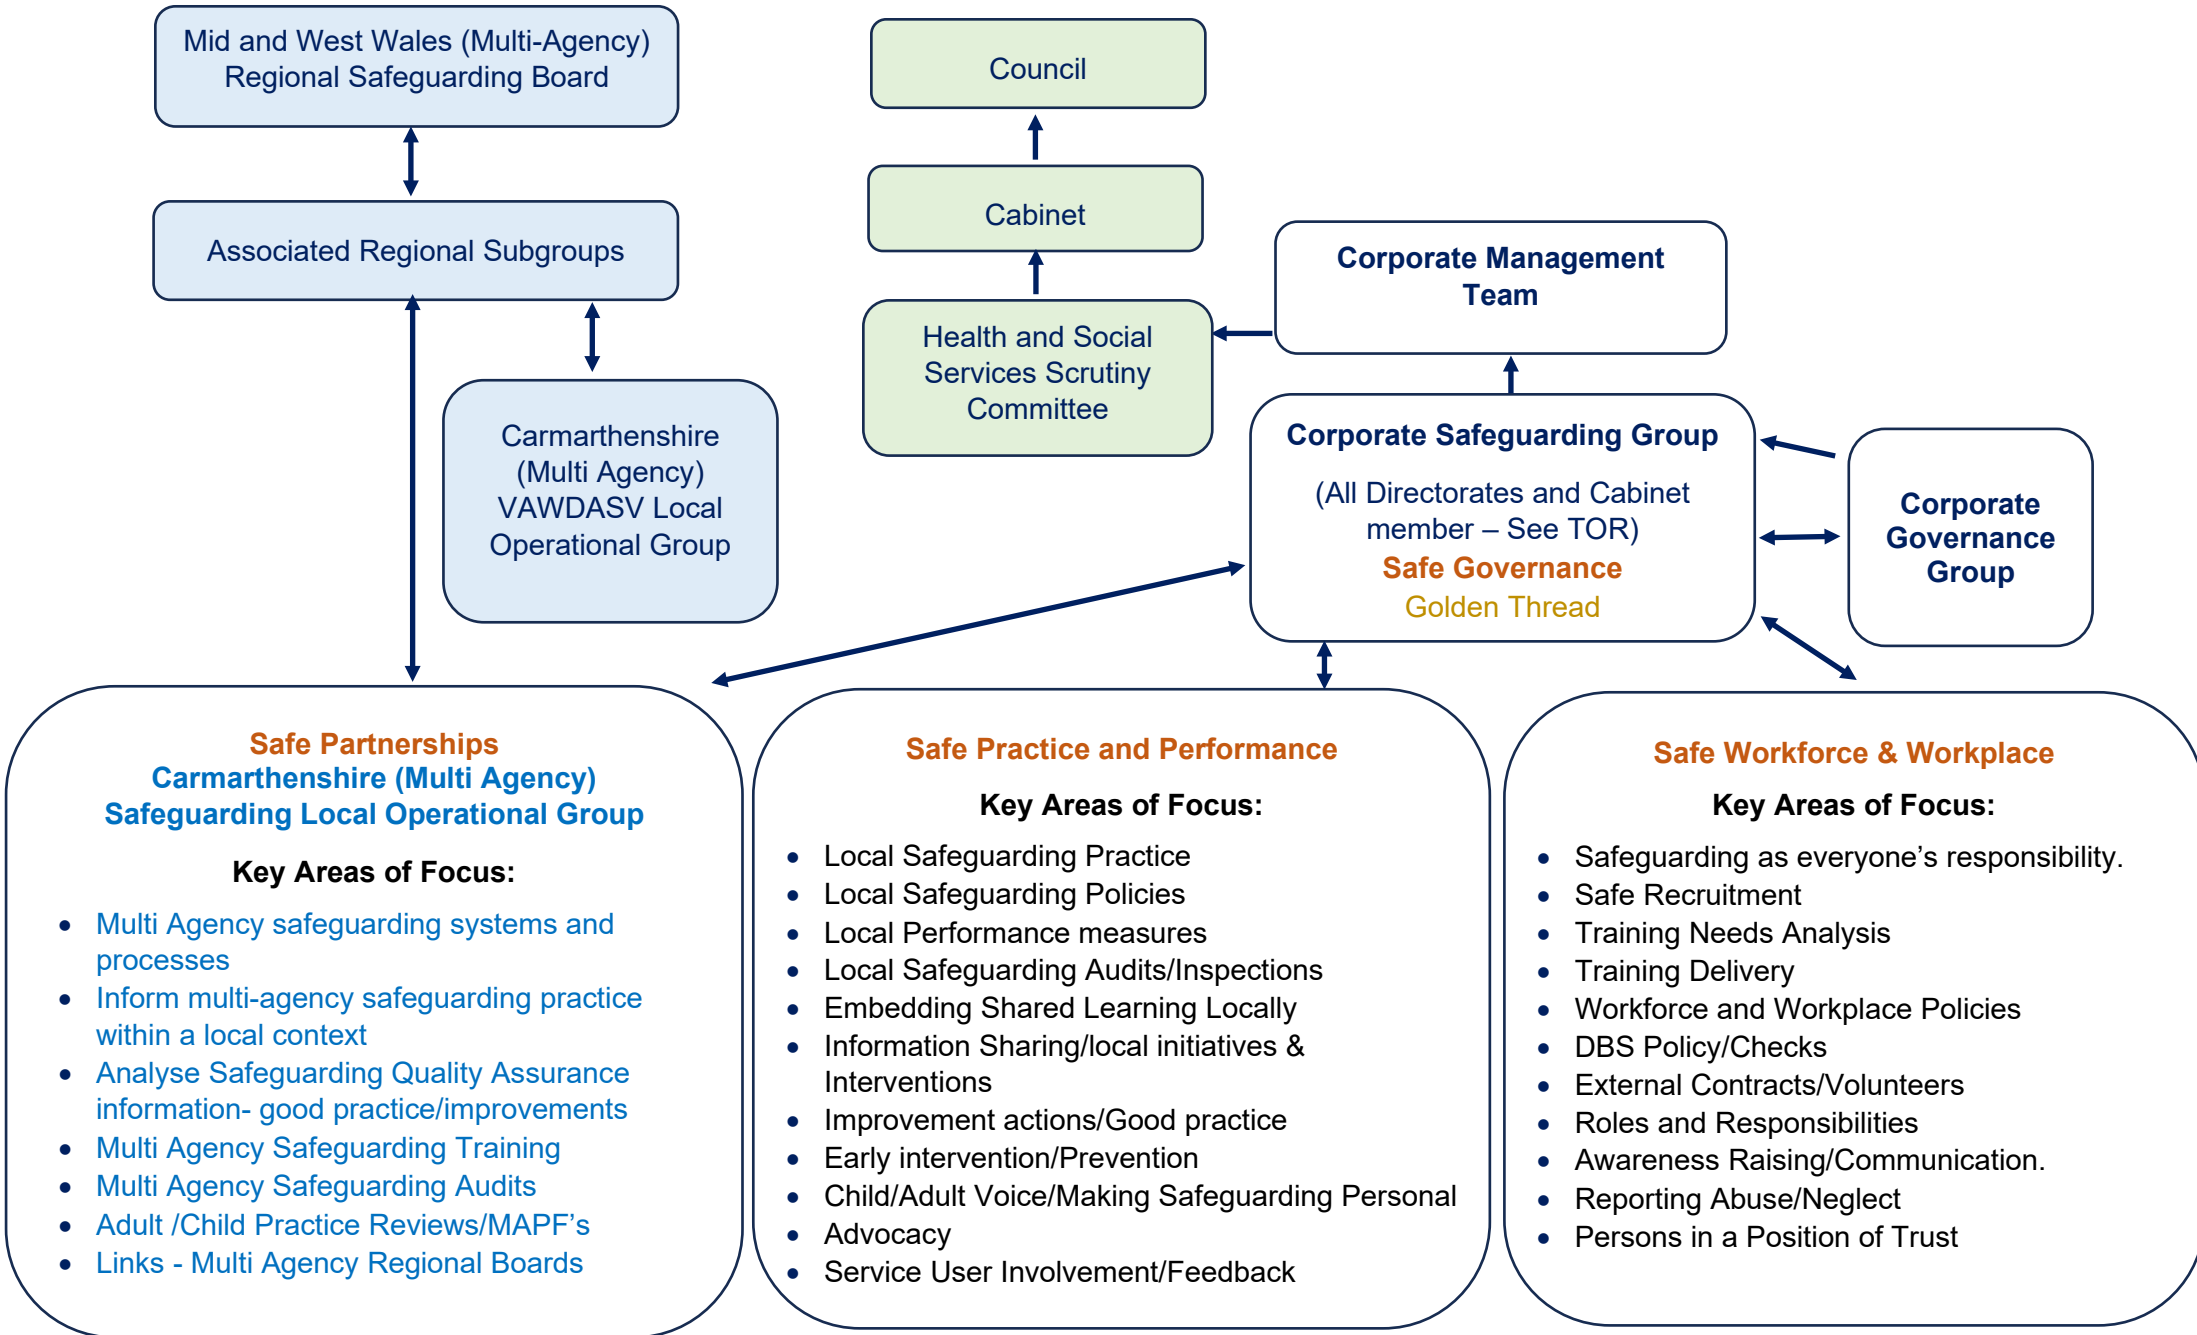 Mid and West Wales (Multi-Agency)
Regional Safeguarding Board
Associated Regional Subgroups
Carmarthenshire
(Multi Agency)
VAWDASV Local
Operational Group
Council
Cabinet
Health and Social
Services Scrutiny
Committee
Corporate Management
Team
Corporate Safeguarding Group
(All Directorates and Cabinet
member – See TOR)
Safe Governance
Golden Thread
Corporate
Governance
Group
Safe Partnerships
Carmarthenshire (Multi Agency)
Safeguarding Local Operational Group
Key Areas of Focus:
• Multi Agency safeguarding systems and
processes
• Inform multi-agency safeguarding practice
within a local context
• Analyse Safeguarding Quality Assurance
information- good practice/improvements
• Multi Agency Safeguarding Training
• Multi Agency Safeguarding Audits
• Adult /Child Practice Reviews/MAPF’s
• Links - Multi Agency Regional Boards
Safe Practice and Performance
Key Areas of Focus:
• Local Safeguarding Practice
• Local Safeguarding Policies
• Local Performance measures
• Local Safeguarding Audits/Inspections
• Embedding Shared Learning Locally
• Information Sharing/local initiatives &
Interventions
• Improvement actions/Good practice
• Early intervention/Prevention
• Child/Adult Voice/Making Safeguarding Personal
• Advocacy
• Service User Involvement/Feedback
Safe Workforce & Workplace
Key Areas of Focus:
• Safeguarding as everyone’s responsibility.
• Safe Recruitment
• Training Needs Analysis
• Training Delivery
• Workforce and Workplace Policies
• DBS Policy/Checks
• External Contracts/Volunteers
• Roles and Responsibilities
• Awareness Raising/Communication.
• Reporting Abuse/Neglect
• Persons in a Position of Trust